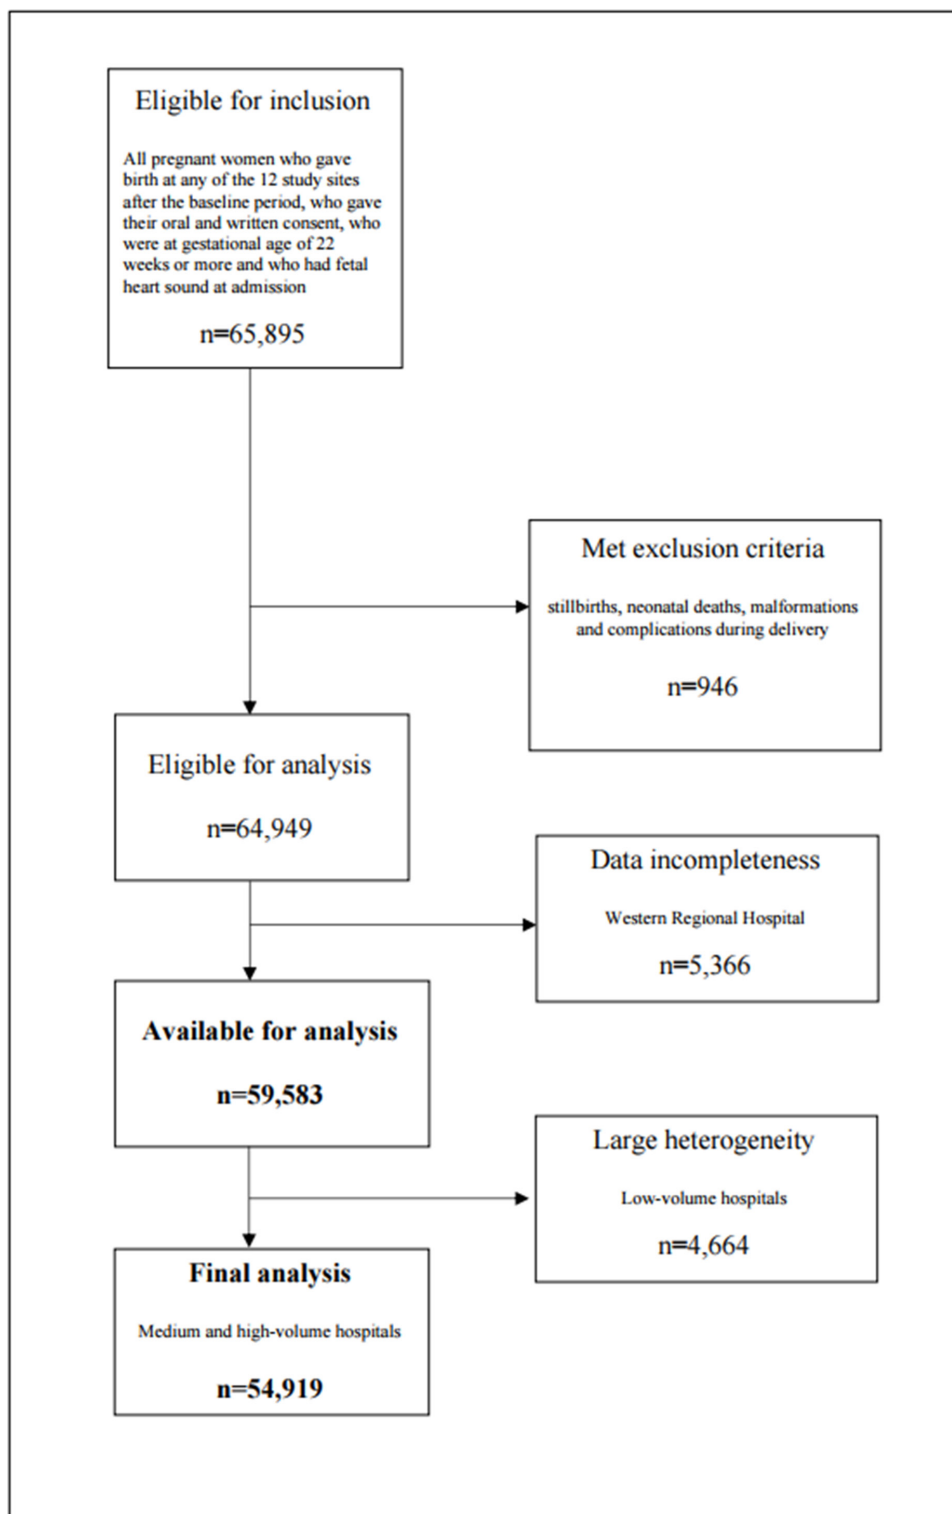 Eligible for inclusion
All pregnant women who gave
birth at any of the 12 study sites
after the baseline period, who gave
their oral and written consent, who
were at gestational age of 22
weeks or more and who had fetal
heart sound at admission
n=65,895
Met exclusion criteria
stillbirths, neonatal deaths, malformations
and complications during delivery
n=946
Eligible for analysis
n=64,949
Data incompleteness
Western Regional Hospital
n=5,366
Available for analysis
n=59,583
Large heterogeneity
Low-volume hospitals
n=4,664
Final analysis
Medium and high-volume hospitals
n=54,919